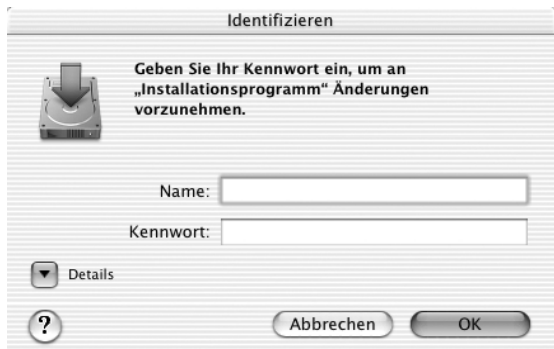 Identifizieren
Geben Sie Ihr Kennwort ein, um an
„Installationsprogramm“ Änderungen
vorzunehmen.
Name:
Kennwort:
Details
?
Abbrechen
OK